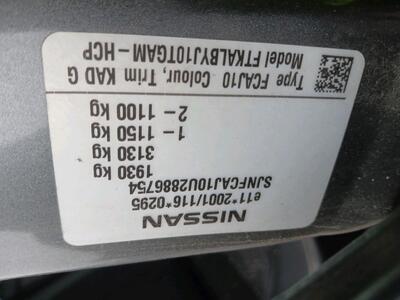 NISSAN
e11*2001/116*0295
SJNFCAJ10U2886754
1930 kg
3130 kg
1– 1150 kg
2– 1100 kg
Type FCAJ10 Colour, Trim KAD G
Model FTKALBYJ10TGAM–HCP